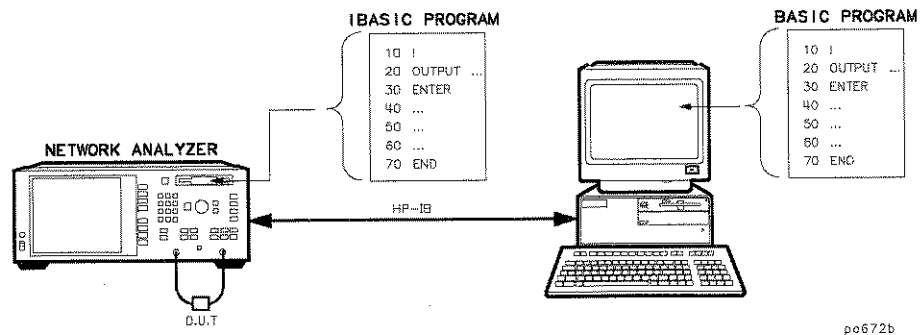 IBASIC PROGRAM
10 !
20 OUTPUT ...
30 ENTER
40 ...
50 ...
60 ...
70 END
BASIC PROGRAM
10 !
20 OUTPUT ...
30 ENTER
40 ...
50 ...
60 ...
70 END
NETWORK ANALYZER
HP-IB
D.U.T
po672b